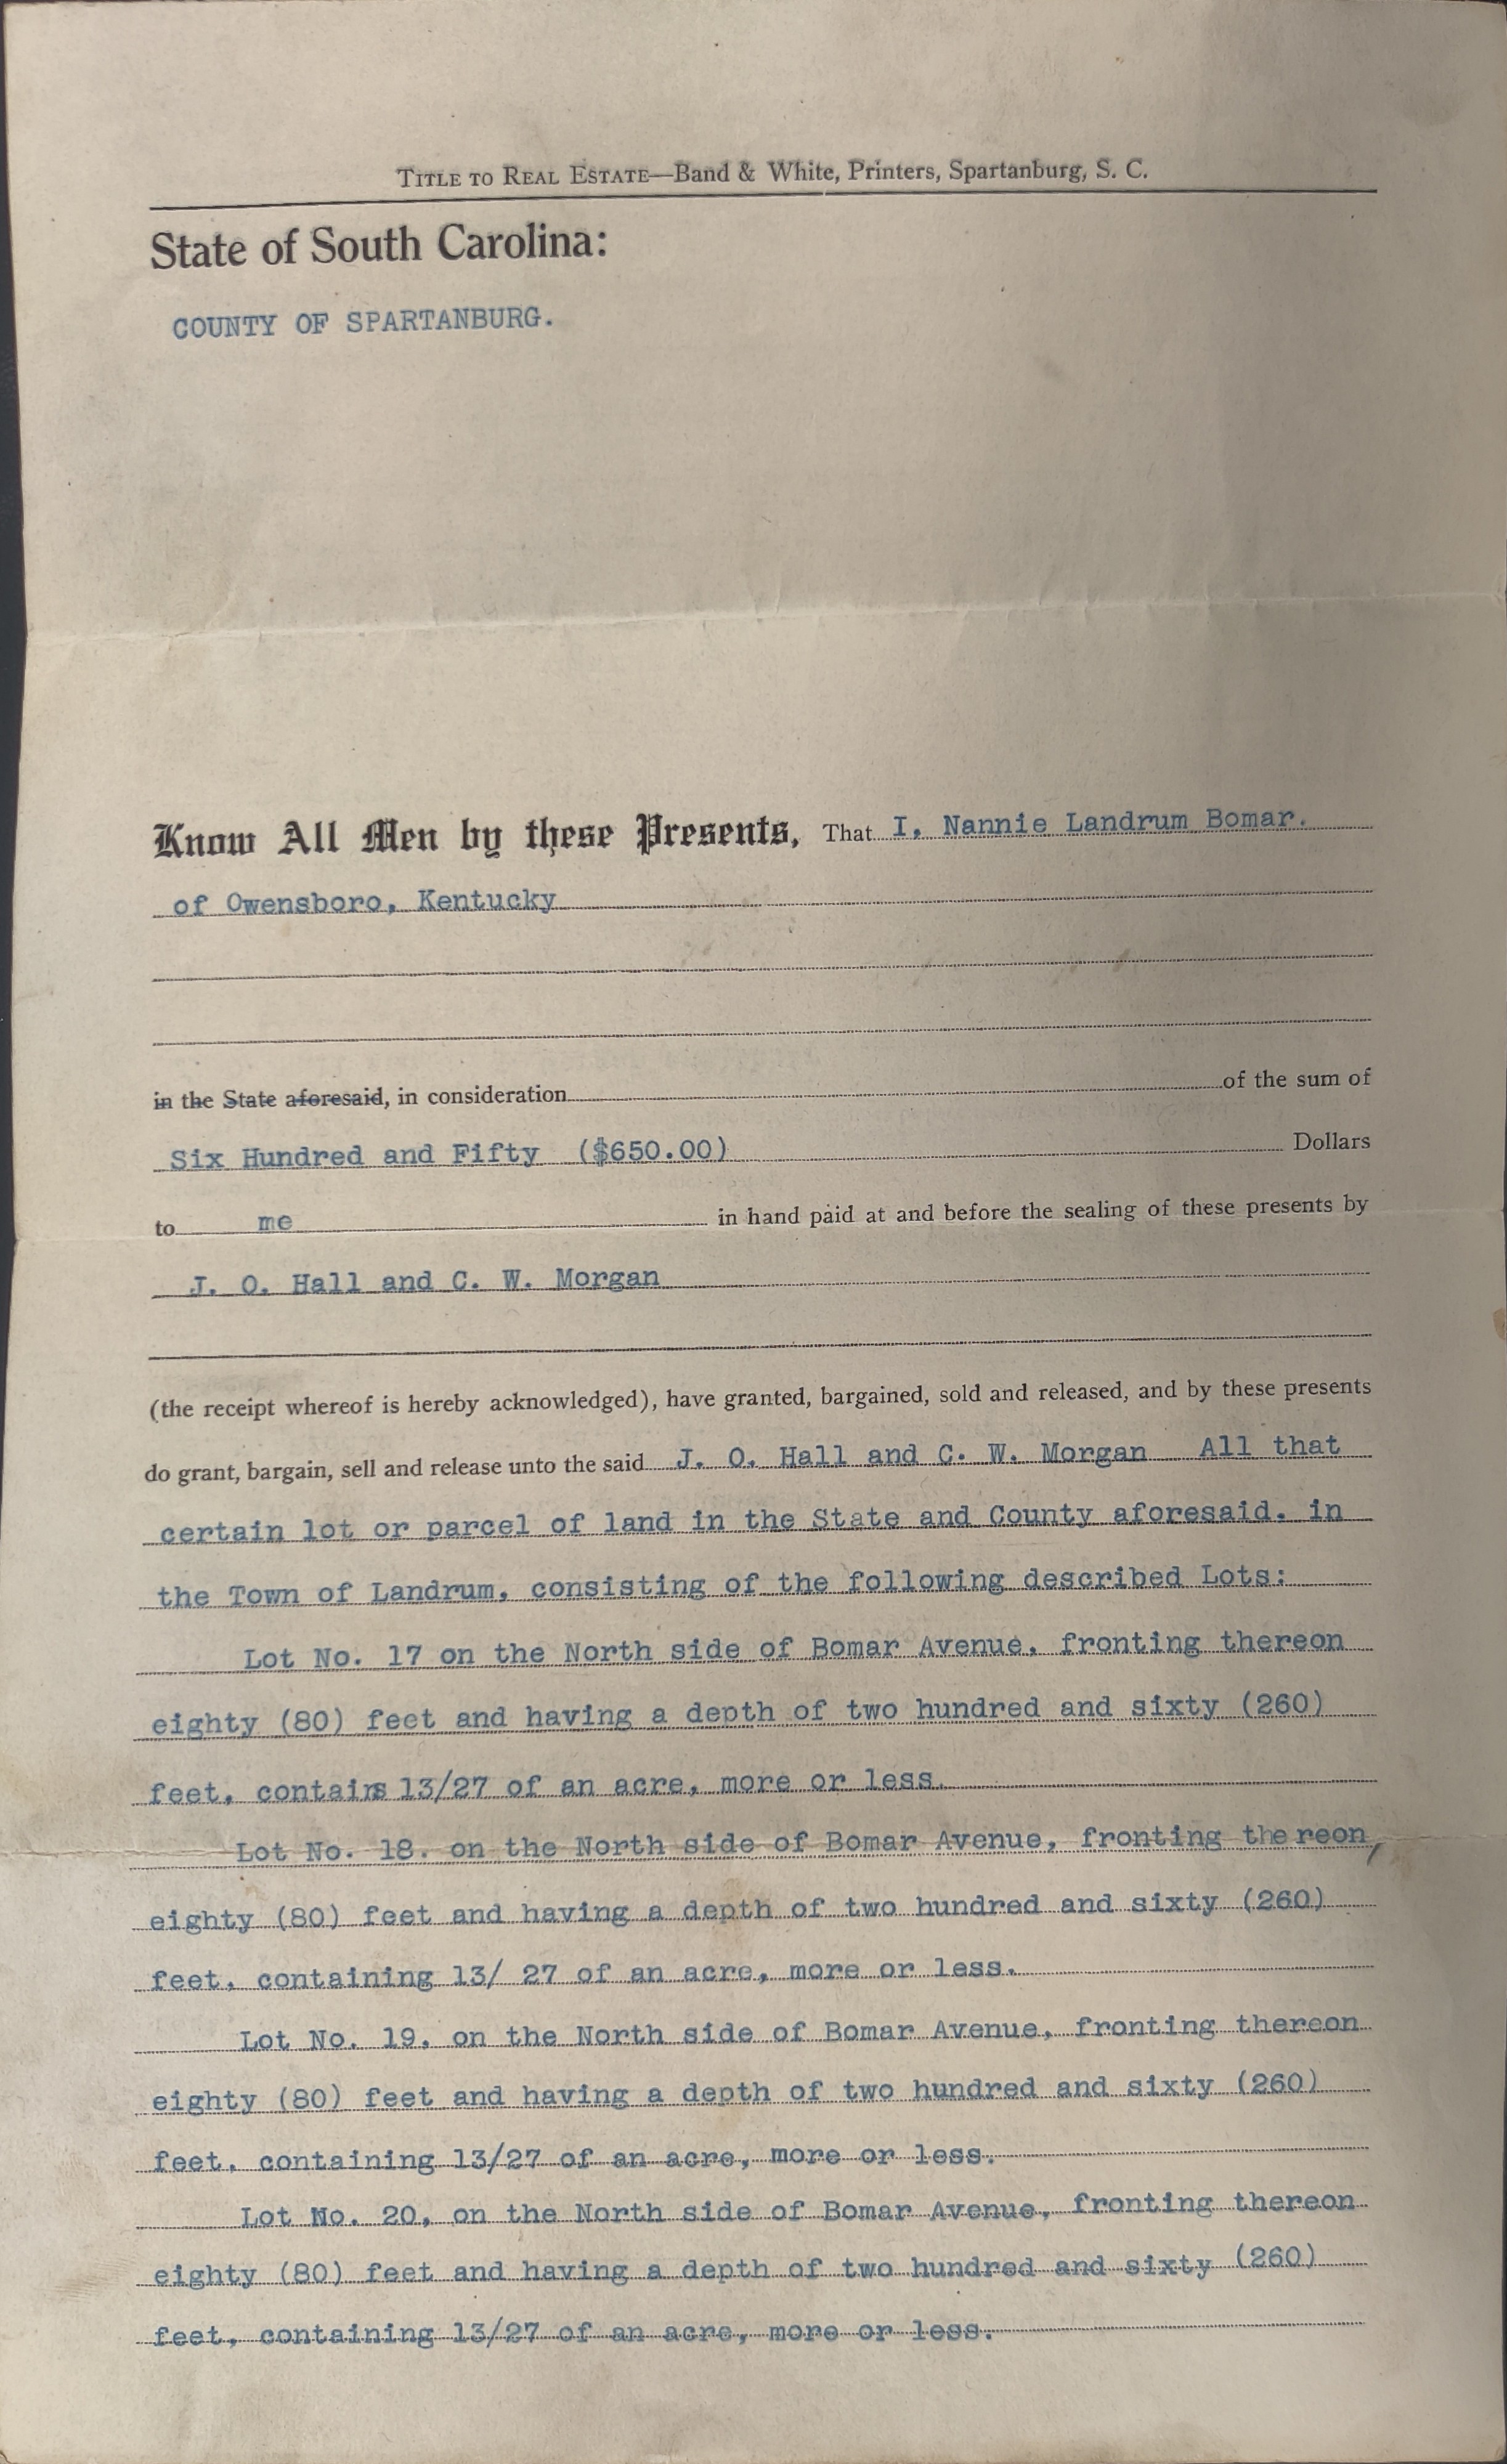 TITLE TO REAL ESTATE—Band & White, Printers, Spartanburg, S. C.
State of South Carolina:
COUNTY OF SPARTANBURG.
Know All Men by these Presents, That I, Nannie Landrum Bomar.
of Owensboro, Kentucky
in the State aforesaid, in consideration of the sum of
Six Hundred and Fifty ($650.00) Dollars
to me in hand paid at and before the sealing of these presents by
J. O. Hall and C. W. Morgan
(the receipt whereof is hereby acknowledged), have granted, bargained, sold and released, and by these presents
do grant, bargain, sell and release unto the said J. O. Hall and C. W. Morgan All that
certain lot or parcel of land in the State and County aforesaid, in
the Town of Landrum, consisting of the following described Lots:
Lot No. 17 on the North side of Bomar Avenue, fronting thereon
eighty (80) feet and having a depth of two hundred and sixty (260)
feet, contains 13/27 of an acre, more or less.
Lot No. 18. on the North side of Bomar Avenue, fronting thereon,
eighty (80) feet and having a depth of two hundred and sixty (260)
feet, containing 13/ 27 of an acre, more or less.
Lot No. 19, on the North side of Bomar Avenue, fronting thereon
eighty (80) feet and having a depth of two hundred and sixty (260)
feet, containing 13/27 of an acre, more or less.
Lot No. 20, on the North side of Bomar Avenue, fronting thereon
eighty (80) feet and having a depth of two hundred and sixty (260)
feet, containing 13/27 of an acre, more or less.